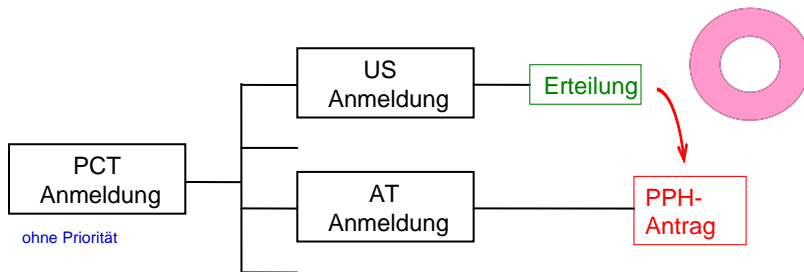 US
Anmeldung
Erteilung
PCT
Anmeldung
ohne Priorität
AT
Anmeldung
PPH-
Antrag